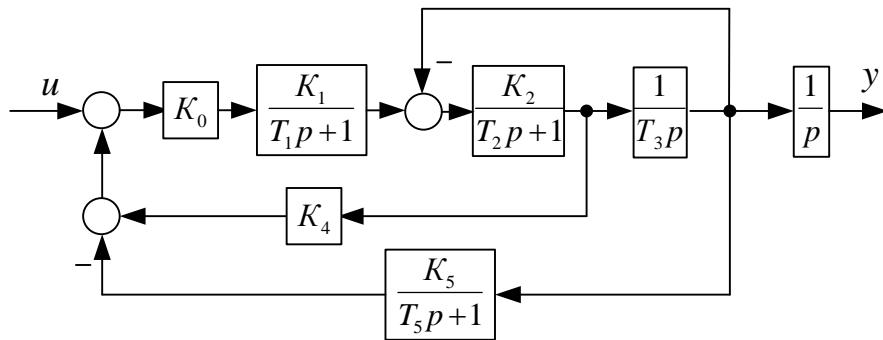 u
K₀
K₁
T₁p+1
−
K₂
T₂p+1
1
T₃p
1
p
y
K₄
−
K₅
T₅p+1